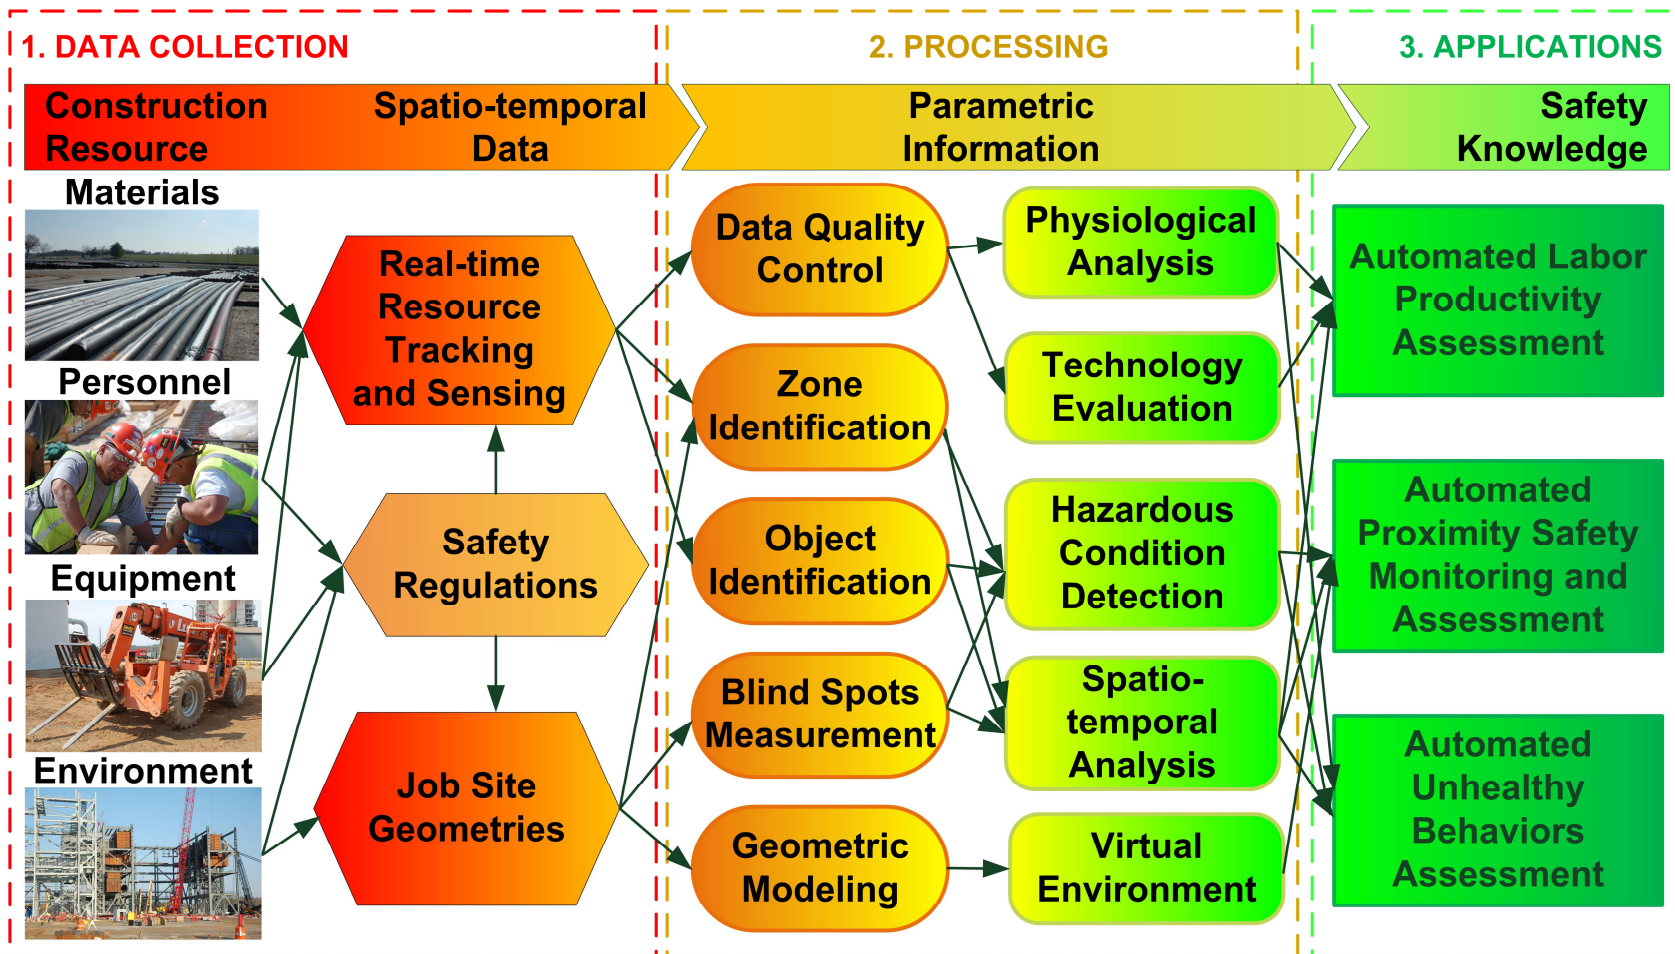 1. DATA COLLECTION
2. PROCESSING
3. APPLICATIONS
Construction
Resource
Spatio-temporal
Data
Parametric
Information
Safety
Knowledge
Materials
Personnel
Equipment
Environment
Real-time
Resource
Tracking
and Sensing
Safety
Regulations
Job Site
Geometries
Data Quality
Control
Zone
Identification
Object
Identification
Blind Spots
Measurement
Geometric
Modeling
Physiological
Analysis
Technology
Evaluation
Hazardous
Condition
Detection
Spatio-
temporal
Analysis
Virtual
Environment
Automated Labor
Productivity
Assessment
Automated
Proximity Safety
Monitoring and
Assessment
Automated
Unhealthy
Behaviors
Assessment